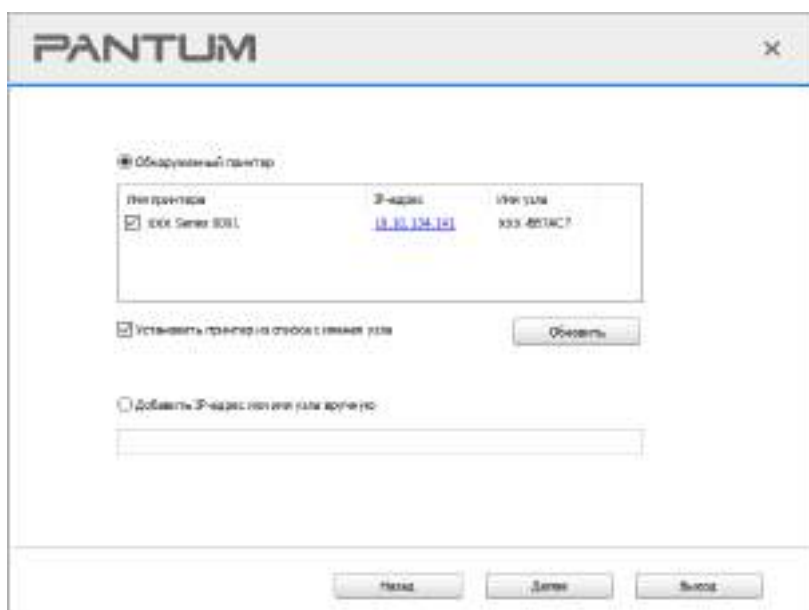 PANTUM
Обнаруженный принтер
Имя принтера IP-адрес Имя узла
XXX Series
Установить принтер из списка с именем узла
Обновить
Добавить IP-адрес или имя узла вручную
Назад Далее Выход